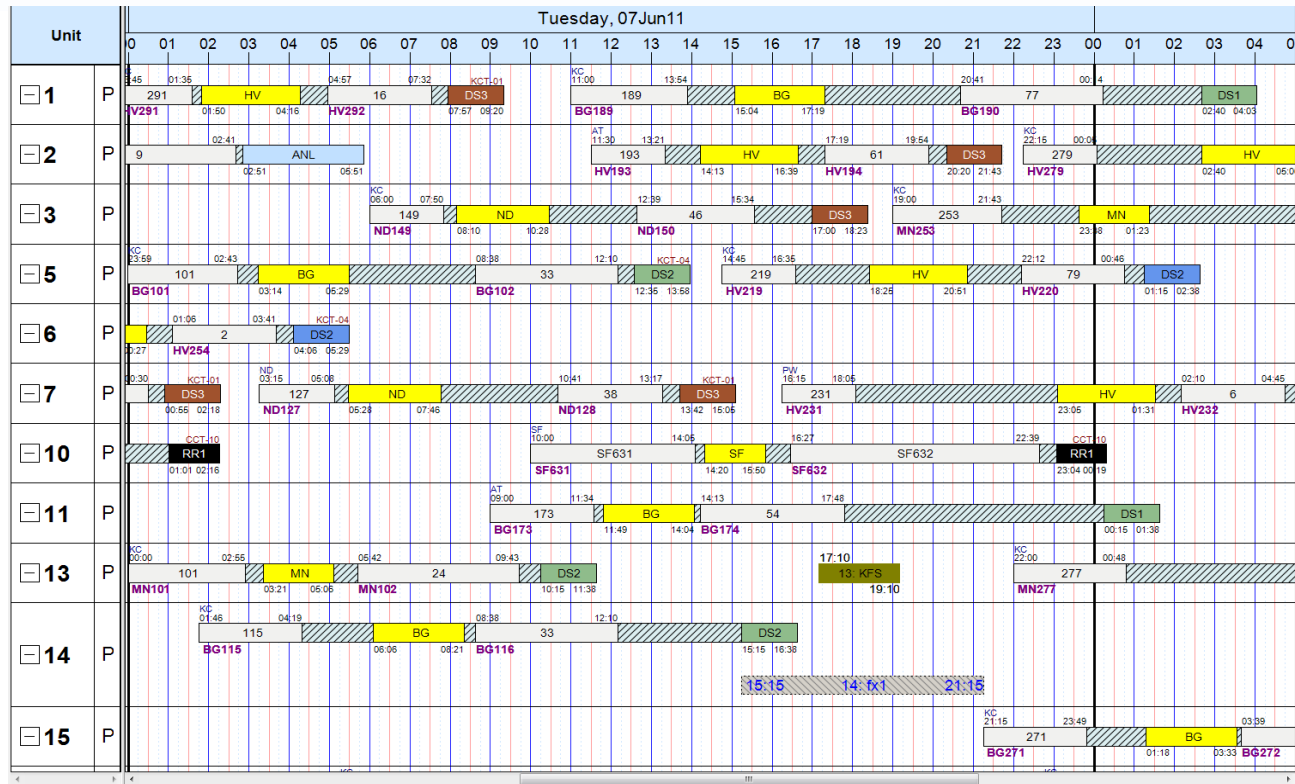 Unit
Tuesday, 07Jun11
00 01 02 03 04 05 06 07 08 09 10 11 12 13 14 15 16 17 18 19 20 21 22 23 00 01 02 03 04
1 P
:45 01:35 04:57 07:32 KCT-01 KC 11:00 13:54 20:41
291 HV 16 DS3 189 BG 77 DS1
HV291 01:50 04:16 HV292 07:57 09:20 BG189 15:04 17:19 BG190 02:40 04:03
2 P
02:41 AT 11:30 13:21 17:19 19:54 KC 22:15
9 ANL 193 HV 61 DS3 279 HV
02:51 05:51 HV193 14:13 16:39 HV194 20:20 21:43 HV279 02:40
3 P
KC 06:00 07:50 12:39 15:34 KC 19:00 21:43
149 ND 46 DS3 253 MN
ND149 08:10 10:28 ND150 17:00 18:23 MN253 01:23
5 P
KC 23:59 02:43 08:38 12:10 KCT-04 KC 14:45 16:35 22:12 00:46
101 BG 33 DS2 219 HV 79 DS2
BG101 03:14 05:29 BG102 12:35 13:58 HV219 18:25 20:51 HV220 01:15 02:38
6 P
01:06 03:41 KCT-04
2 DS2
0:27 HV254 04:06 05:29
7 P
0:30 KCT-01 ND 03:15 05:08 10:41 13:17 KCT-01 PW 16:15 18:05 02:10 04:45
DS3 127 ND 38 DS3 231 HV 6
00:55 02:18 ND127 05:28 07:46 ND128 13:42 15:05 HV231 23:05 01:31 HV232
10 P
CCT-10 SF 10:00 14:05 16:27 22:39
RR1 SF631 SF SF632 RR1
01:01 02:16 SF631 14:20 15:50 SF632 23:04 00:19
11 P
AT 09:00 11:34 14:13 17:48
173 BG 54 DS1
BG173 11:49 14:04 BG174 00:15 01:38
13 P
KC 00:00 02:55 05:42 09:43 17:10 KC 22:00 00:48
101 MN 24 DS2 13: KFS 277
MN101 03:21 05:05 MN102 10:15 11:38 19:10 MN277
14 P
KC 01:46 04:19 08:38 12:10
115 BG 33 DS2
BG115 06:06 08:21 BG116 15:15 16:38
15:15 14: fx1 21:15
15 P
KC 21:15 23:49 03:39
271 BG
BG271 01:18 03:33 BG272